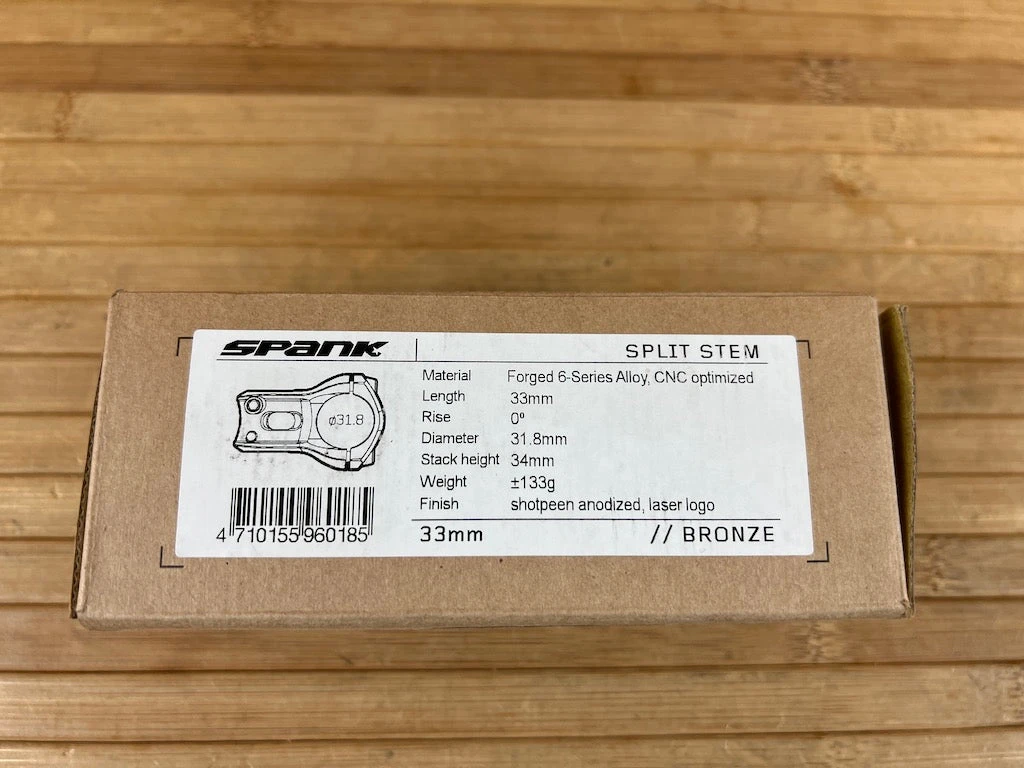 SPANK
SPLIT STEM
Material Forged 6-Series Alloy, CNC optimized
Length 33mm
Rise 0º
Diameter 31.8mm
Stack height 34mm
Weight ±133g
Finish shotpeen anodized, laser logo
ø31.8
4 710155 960185
33mm // BRONZE